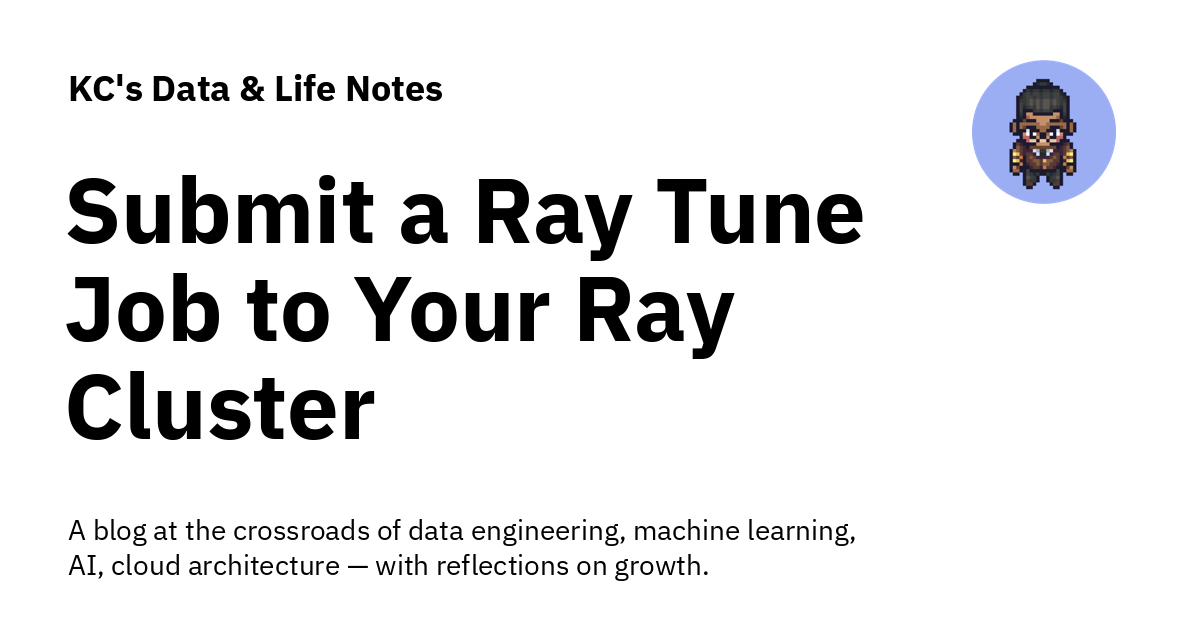 KC's Data & Life Notes
Submit a Ray Tune
Job to Your Ray
Cluster
A blog at the crossroads of data engineering, machine learning,
AI, cloud architecture — with reflections on growth.